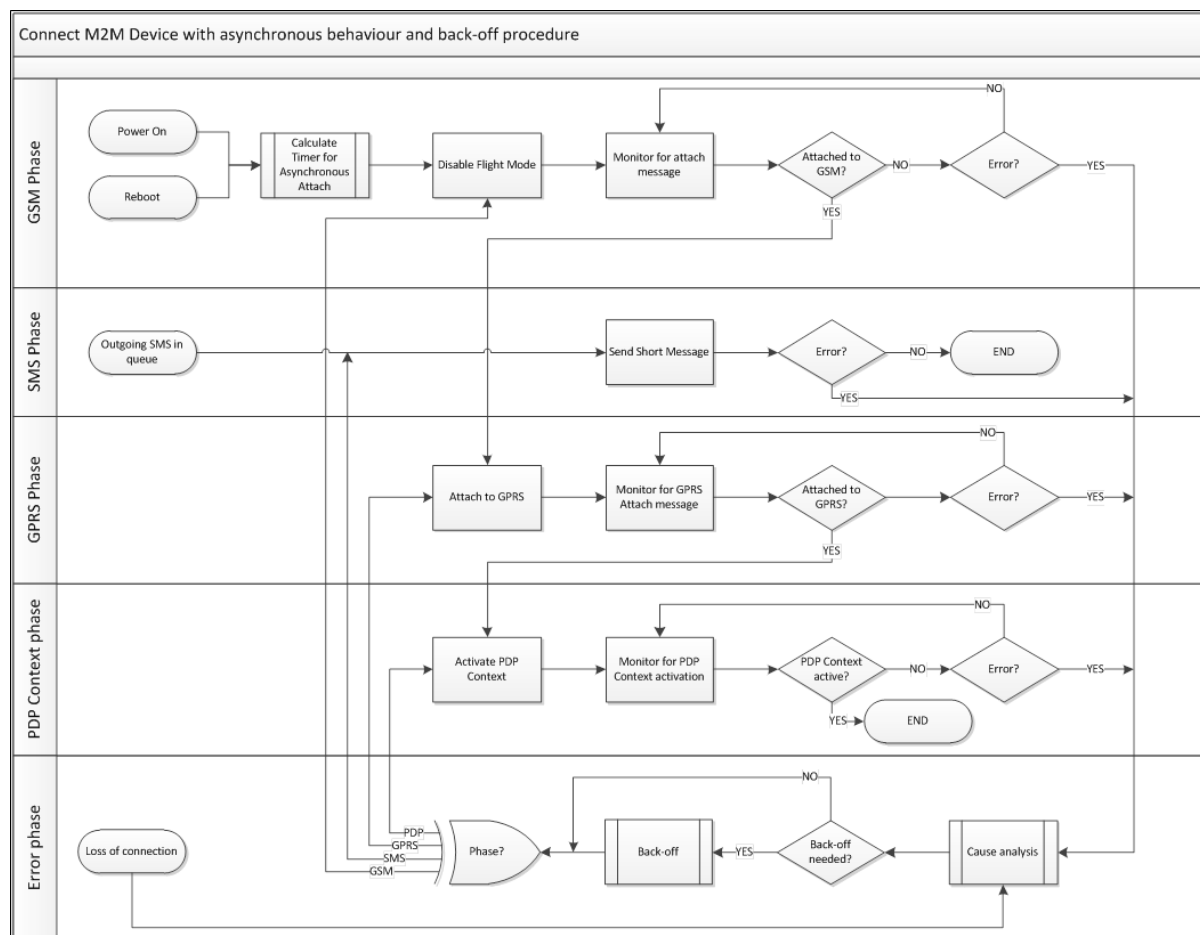 Connect M2M Device with asynchronous behaviour and back-off procedure
GSM Phase
Power On
Reboot
Calculate
Timer for
Asynchronous
Attach
Disable Flight Mode
Monitor for attach
message
Attached to
GSM?
NO
YES
Error?
NO
YES
SMS Phase
Outgoing SMS in
queue
Send Short Message
Error?
NO
END
YES
GPRS Phase
Attach to GPRS
Monitor for GPRS
Attach message
Attached to
GPRS?
YES
Error?
NO
YES
PDP Context phase
Activate PDP
Context
Monitor for PDP
Context activation
PDP Context
active?
NO
YES
END
Error?
NO
YES
Error phase
Loss of connection
PDP
GPRS
SMS
GSM
Phase?
Back-off
YES
NO
Back-off
needed?
Cause analysis